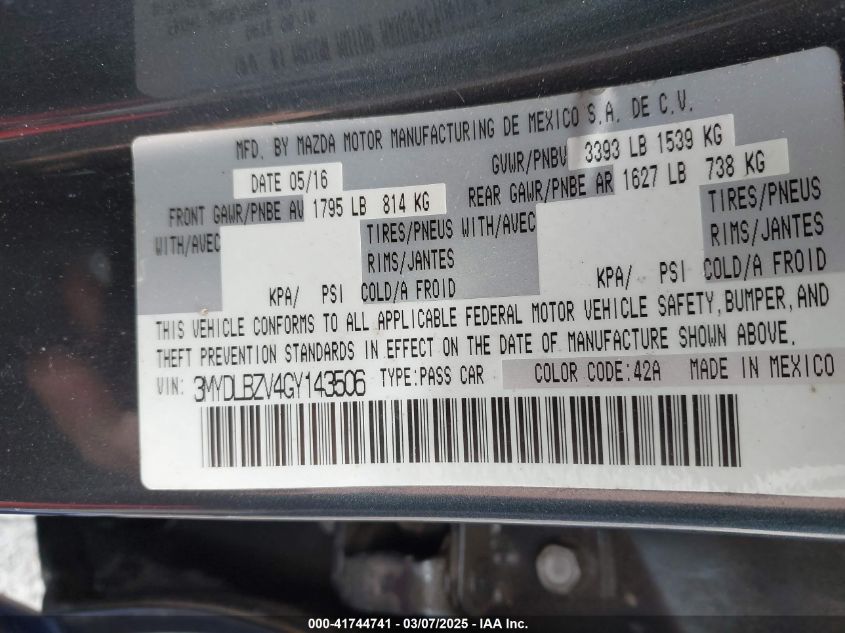 MFD. BY MAZDA MOTOR MANUFACTURING DE MEXICO S.A. DE C.V.
DATE 05/16 GVWR/PNBV 3393 LB 1539 KG
FRONT GAWR/PNBE AV 1795 LB 814 KG REAR GAWR/PNBE AR 1627 LB 738 KG
WITH/AVEC TIRES/PNEUS WITH/AVEC TIRES/PNEUS
RIMS/JANTES RIMS/JANTES
KPA/ PSI COLD/A FROID KPA/ PSI COLD/A FROID
THIS VEHICLE CONFORMS TO ALL APPLICABLE FEDERAL MOTOR VEHICLE SAFETY, BUMPER, AND
THEFT PREVENTION STANDARDS IN EFFECT ON THE DATE OF MANUFACTURE SHOWN ABOVE.
VIN: 3MYDLBZV4GY143506 TYPE:PASS CAR COLOR CODE:42A MADE IN MEXICO
000-41744741 - 03/07/2025 - IAA Inc.